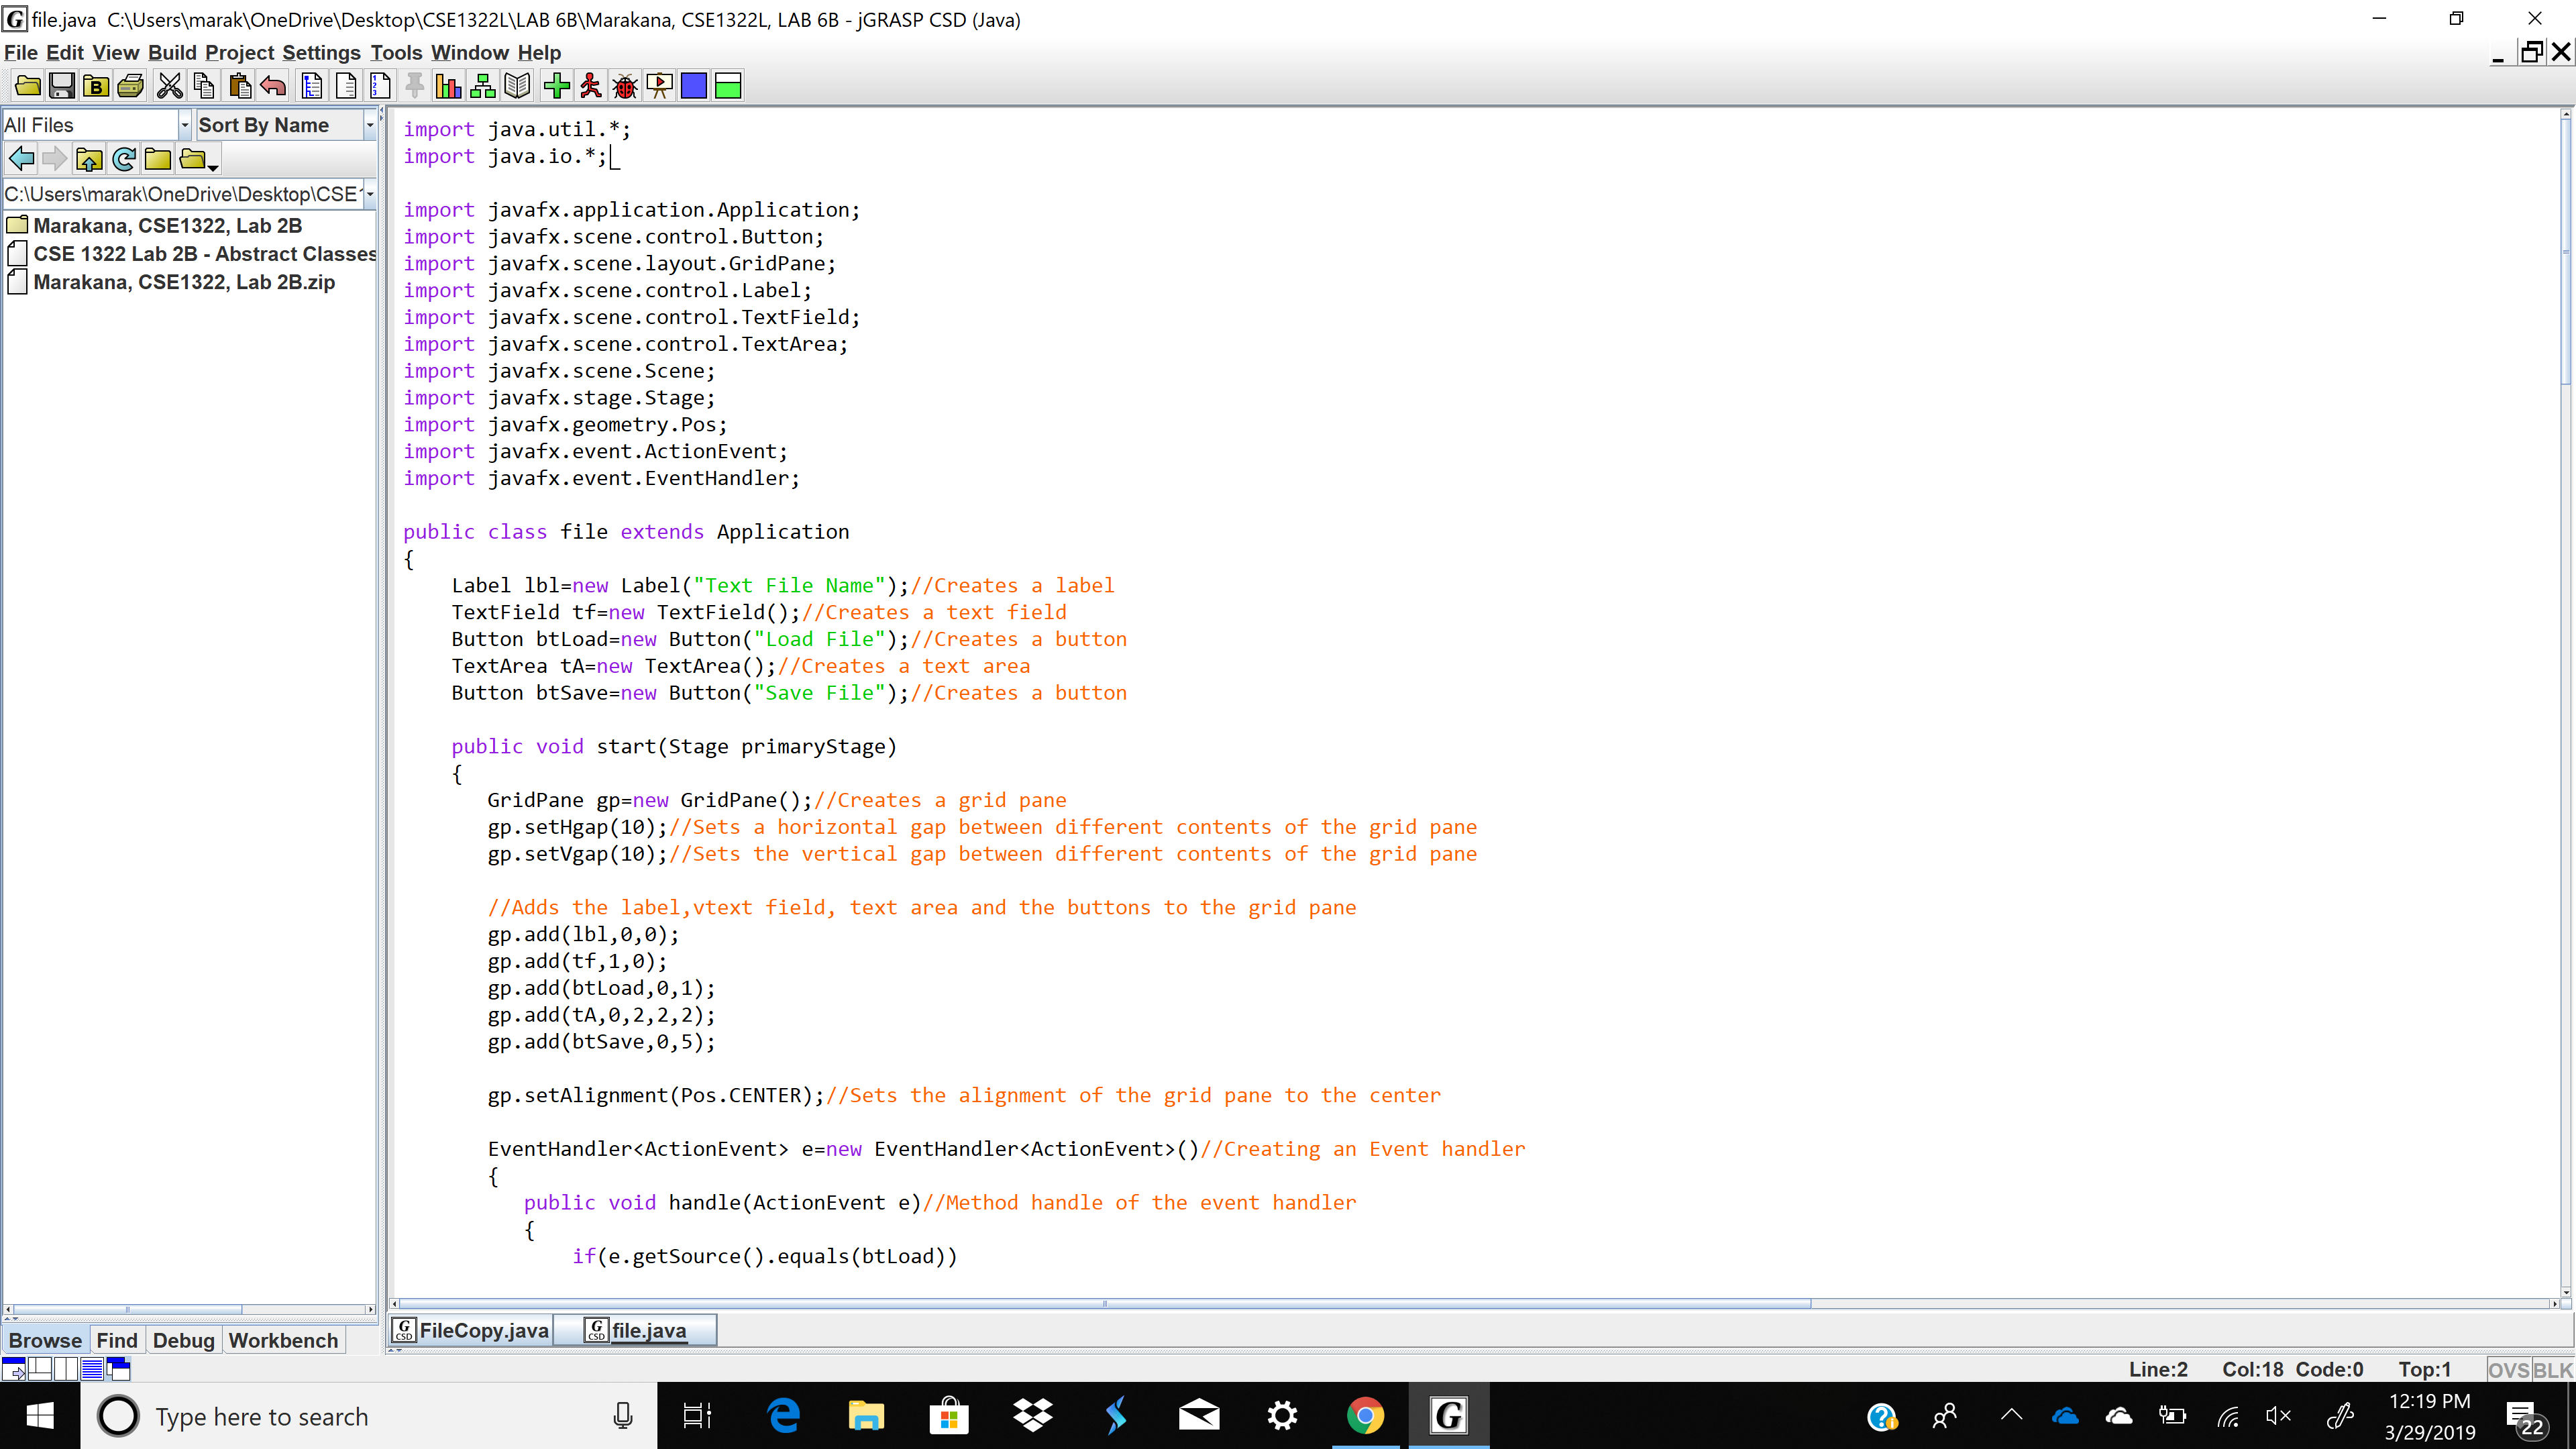 file.java  C:\Users\marak\OneDrive\Desktop\CSE1322L\LAB 6B\Marakana, CSE1322L, LAB 6B - jGRASP CSD (Java)
File Edit View Build Project Settings Tools Window Help
All Files Sort By Name
C:\Users\marak\OneDrive\Desktop\CSE
Marakana, CSE1322, Lab 2B
CSE 1322 Lab 2B - Abstract Classes
Marakana, CSE1322, Lab 2B.zip
import java.util.*;
import java.io.*;
import javafx.application.Application;
import javafx.scene.control.Button;
import javafx.scene.layout.GridPane;
import javafx.scene.control.Label;
import javafx.scene.control.TextField;
import javafx.scene.control.TextArea;
import javafx.scene.Scene;
import javafx.stage.Stage;
import javafx.geometry.Pos;
import javafx.event.ActionEvent;
import javafx.event.EventHandler;
public class file extends Application
{
Label lbl=new Label("Text File Name");//Creates a label
TextField tf=new TextField();//Creates a text field
Button btLoad=new Button("Load File");//Creates a button
TextArea tA=new TextArea();//Creates a text area
Button btSave=new Button("Save File");//Creates a button
public void start(Stage primaryStage)
{
GridPane gp=new GridPane();//Creates a grid pane
gp.setHgap(10);//Sets a horizontal gap between different contents of the grid pane
gp.setVgap(10);//Sets the vertical gap between different contents of the grid pane
//Adds the label,vtext field, text area and the buttons to the grid pane
gp.add(lbl,0,0);
gp.add(tf,1,0);
gp.add(btLoad,0,1);
gp.add(tA,0,2,2,2);
gp.add(btSave,0,5);
gp.setAlignment(Pos.CENTER);//Sets the alignment of the grid pane to the center
EventHandler<ActionEvent> e=new EventHandler<ActionEvent>()//Creating an Event handler
{
public void handle(ActionEvent e)//Method handle of the event handler
{
if(e.getSource().equals(btLoad))
FileCopy.java file.java
Browse Find Debug Workbench
Line:2 Col:18 Code:0 Top:1 OVS BLK
Type here to search
12:19 PM
3/29/2019
22